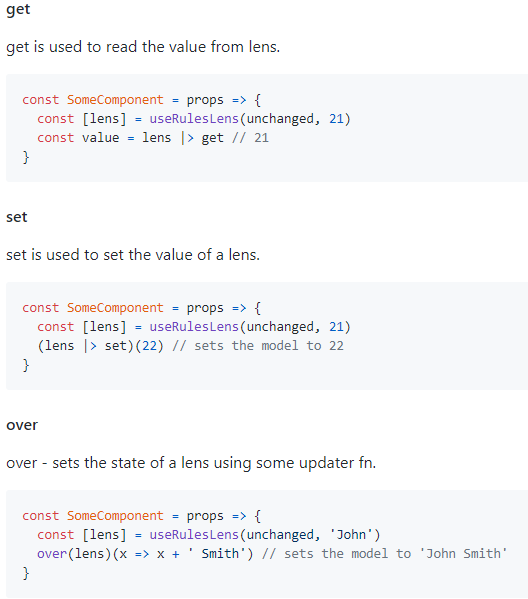 get
get is used to read the value from lens.
const SomeComponent = props => {
  const [lens] = useRulesLens(unchanged, 21)
  const value = lens |> get // 21
}
set
set is used to set the value of a lens.
const SomeComponent = props => {
  const [lens] = useRulesLens(unchanged, 21)
  (lens |> set)(22) // sets the model to 22
}
over
over - sets the state of a lens using some updater fn.
const SomeComponent = props => {
  const [lens] = useRulesLens(unchanged, 'John')
  over(lens)(x => x + ' Smith') // sets the model to 'John Smith'
}